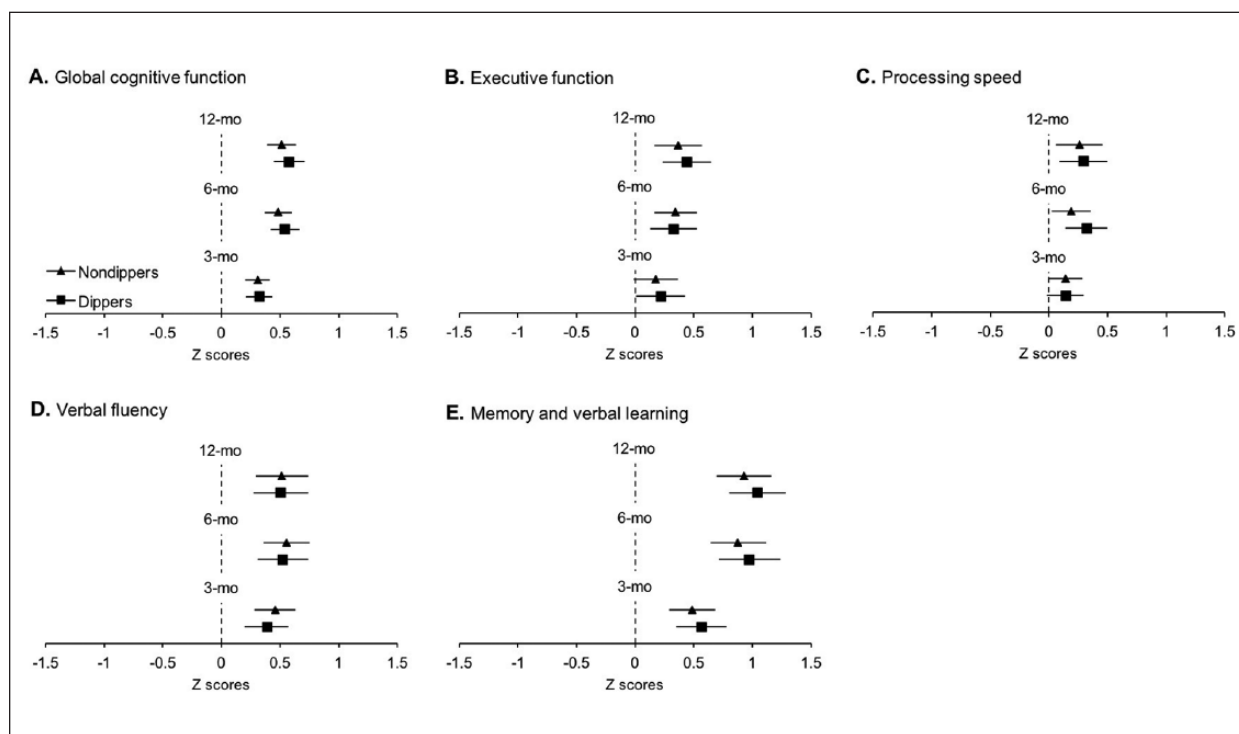 A. Global cognitive function
12-mo
6-mo
3-mo
Nondippers
Dippers
-1.5 -1 -0.5 0 0.5 1 1.5
Z scores
B. Executive function
12-mo
6-mo
3-mo
-1.5 -1 -0.5 0 0.5 1 1.5
Z scores
C. Processing speed
12-mo
6-mo
3-mo
-1.5 -1 -0.5 0 0.5 1 1.5
Z scores
D. Verbal fluency
12-mo
6-mo
3-mo
-1.5 -1 -0.5 0 0.5 1 1.5
Z scores
E. Memory and verbal learning
12-mo
6-mo
3-mo
-1.5 -1 -0.5 0 0.5 1 1.5
Z scores